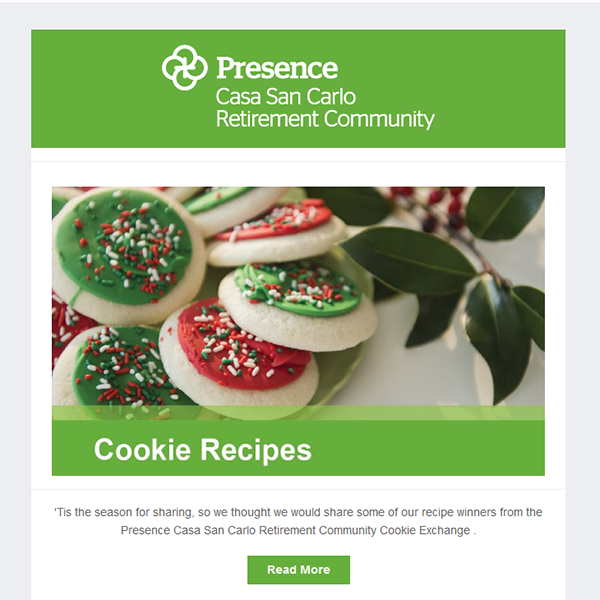 Presence
Casa San Carlo
Retirement Community
Cookie Recipes
'Tis the season for sharing, so we thought we would share some of our recipe winners from the
Presence Casa San Carlo Retirement Community Cookie Exchange .
Read More